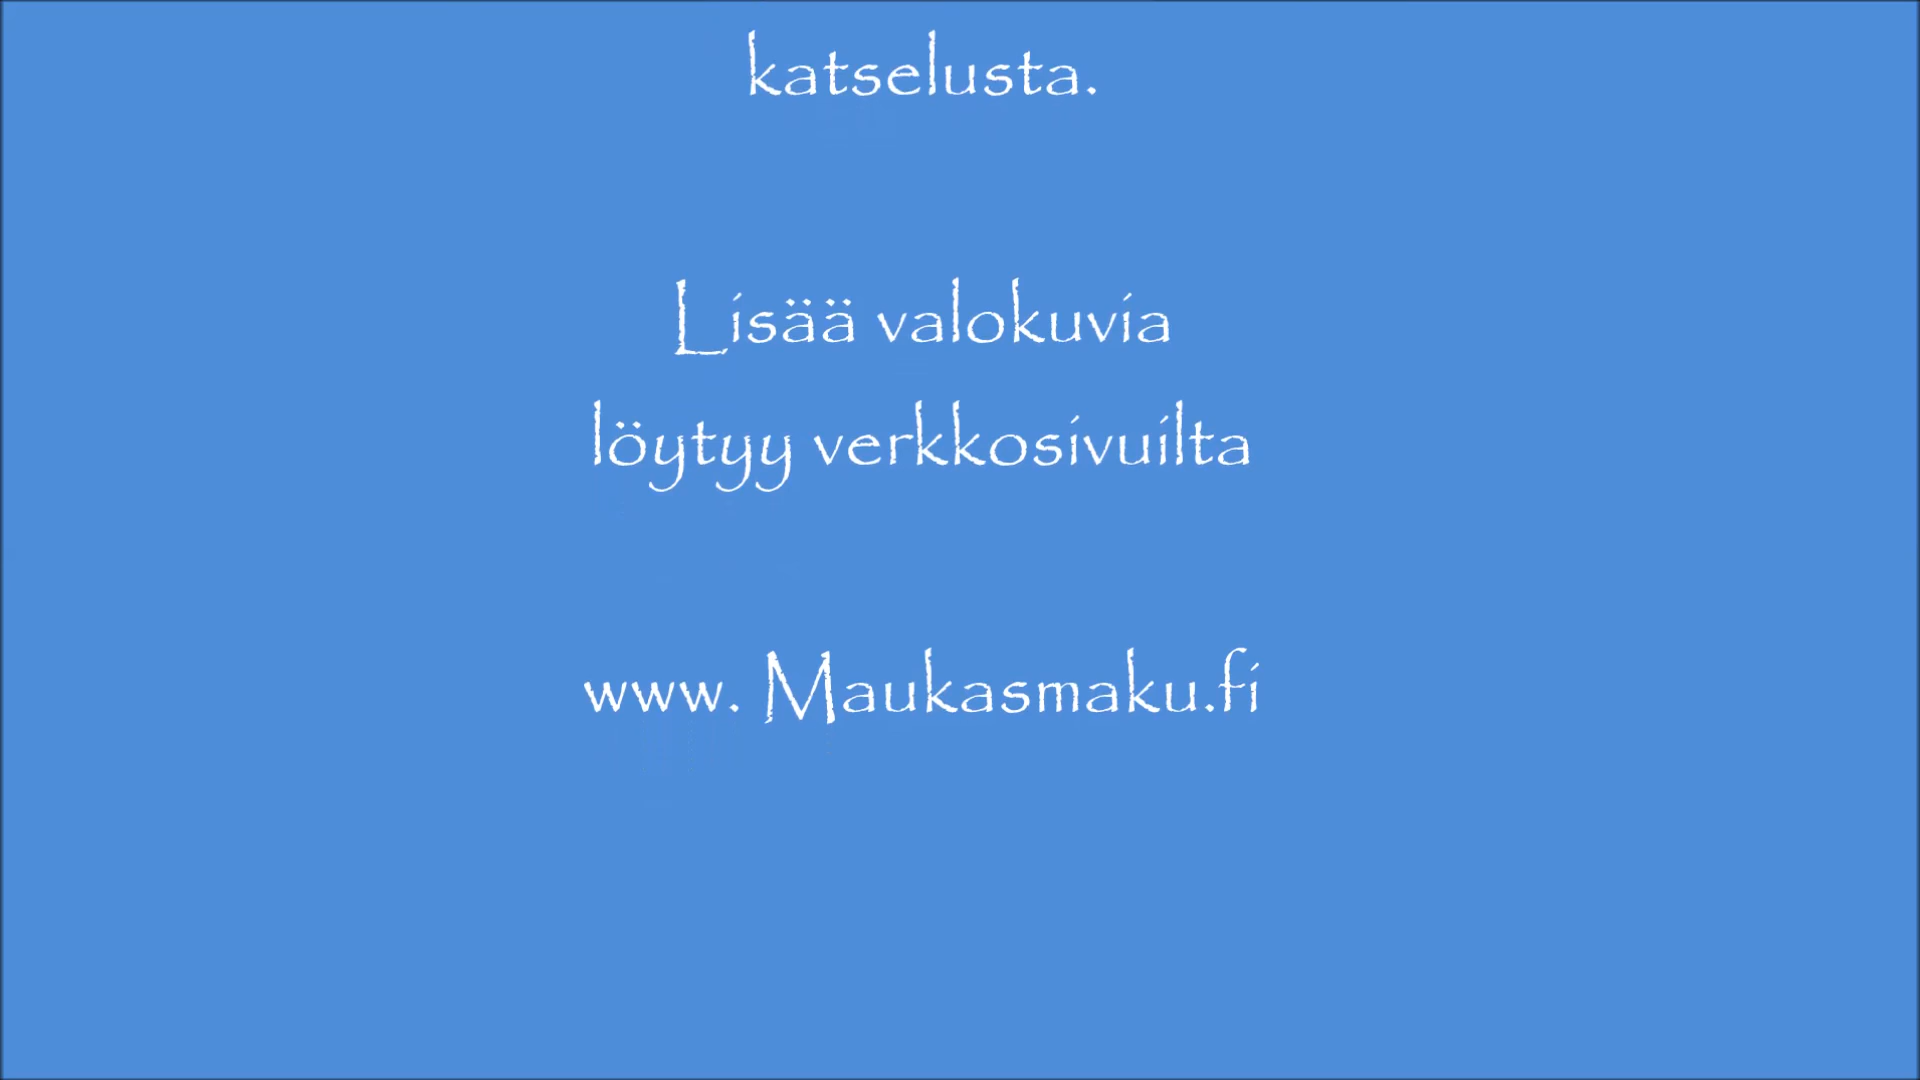 katselusta.
Lisää valokuvia
löytyy verkkosivuilta
www. Maukasmaku.fi